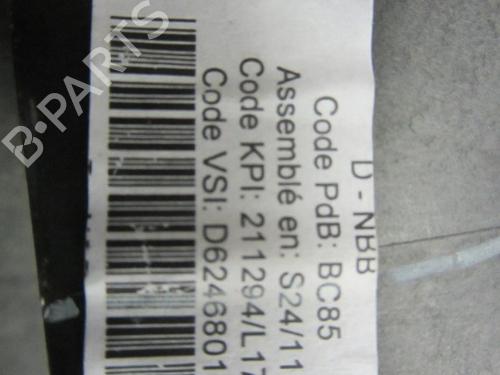 D - NBB
Code PdB: BC85
Assemblé en: S24/11
Code KPI: 211294/L17
Code VSI: D6246801
B-PARTS